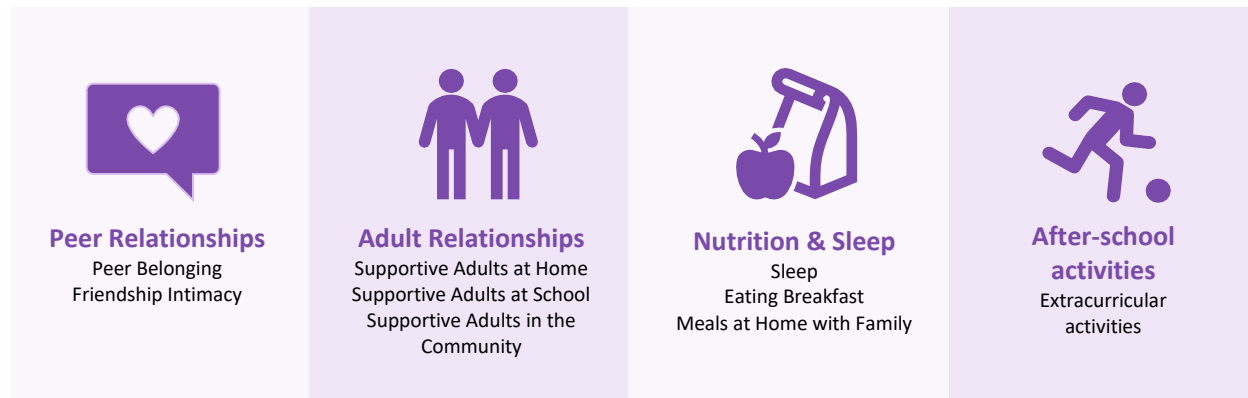 Peer Relationships
Peer Belonging
Friendship Intimacy
Adult Relationships
Supportive Adults at Home
Supportive Adults at School
Supportive Adults in the
Community
Nutrition & Sleep
Sleep
Eating Breakfast
Meals at Home with Family
After-school
activities
Extracurricular
activities